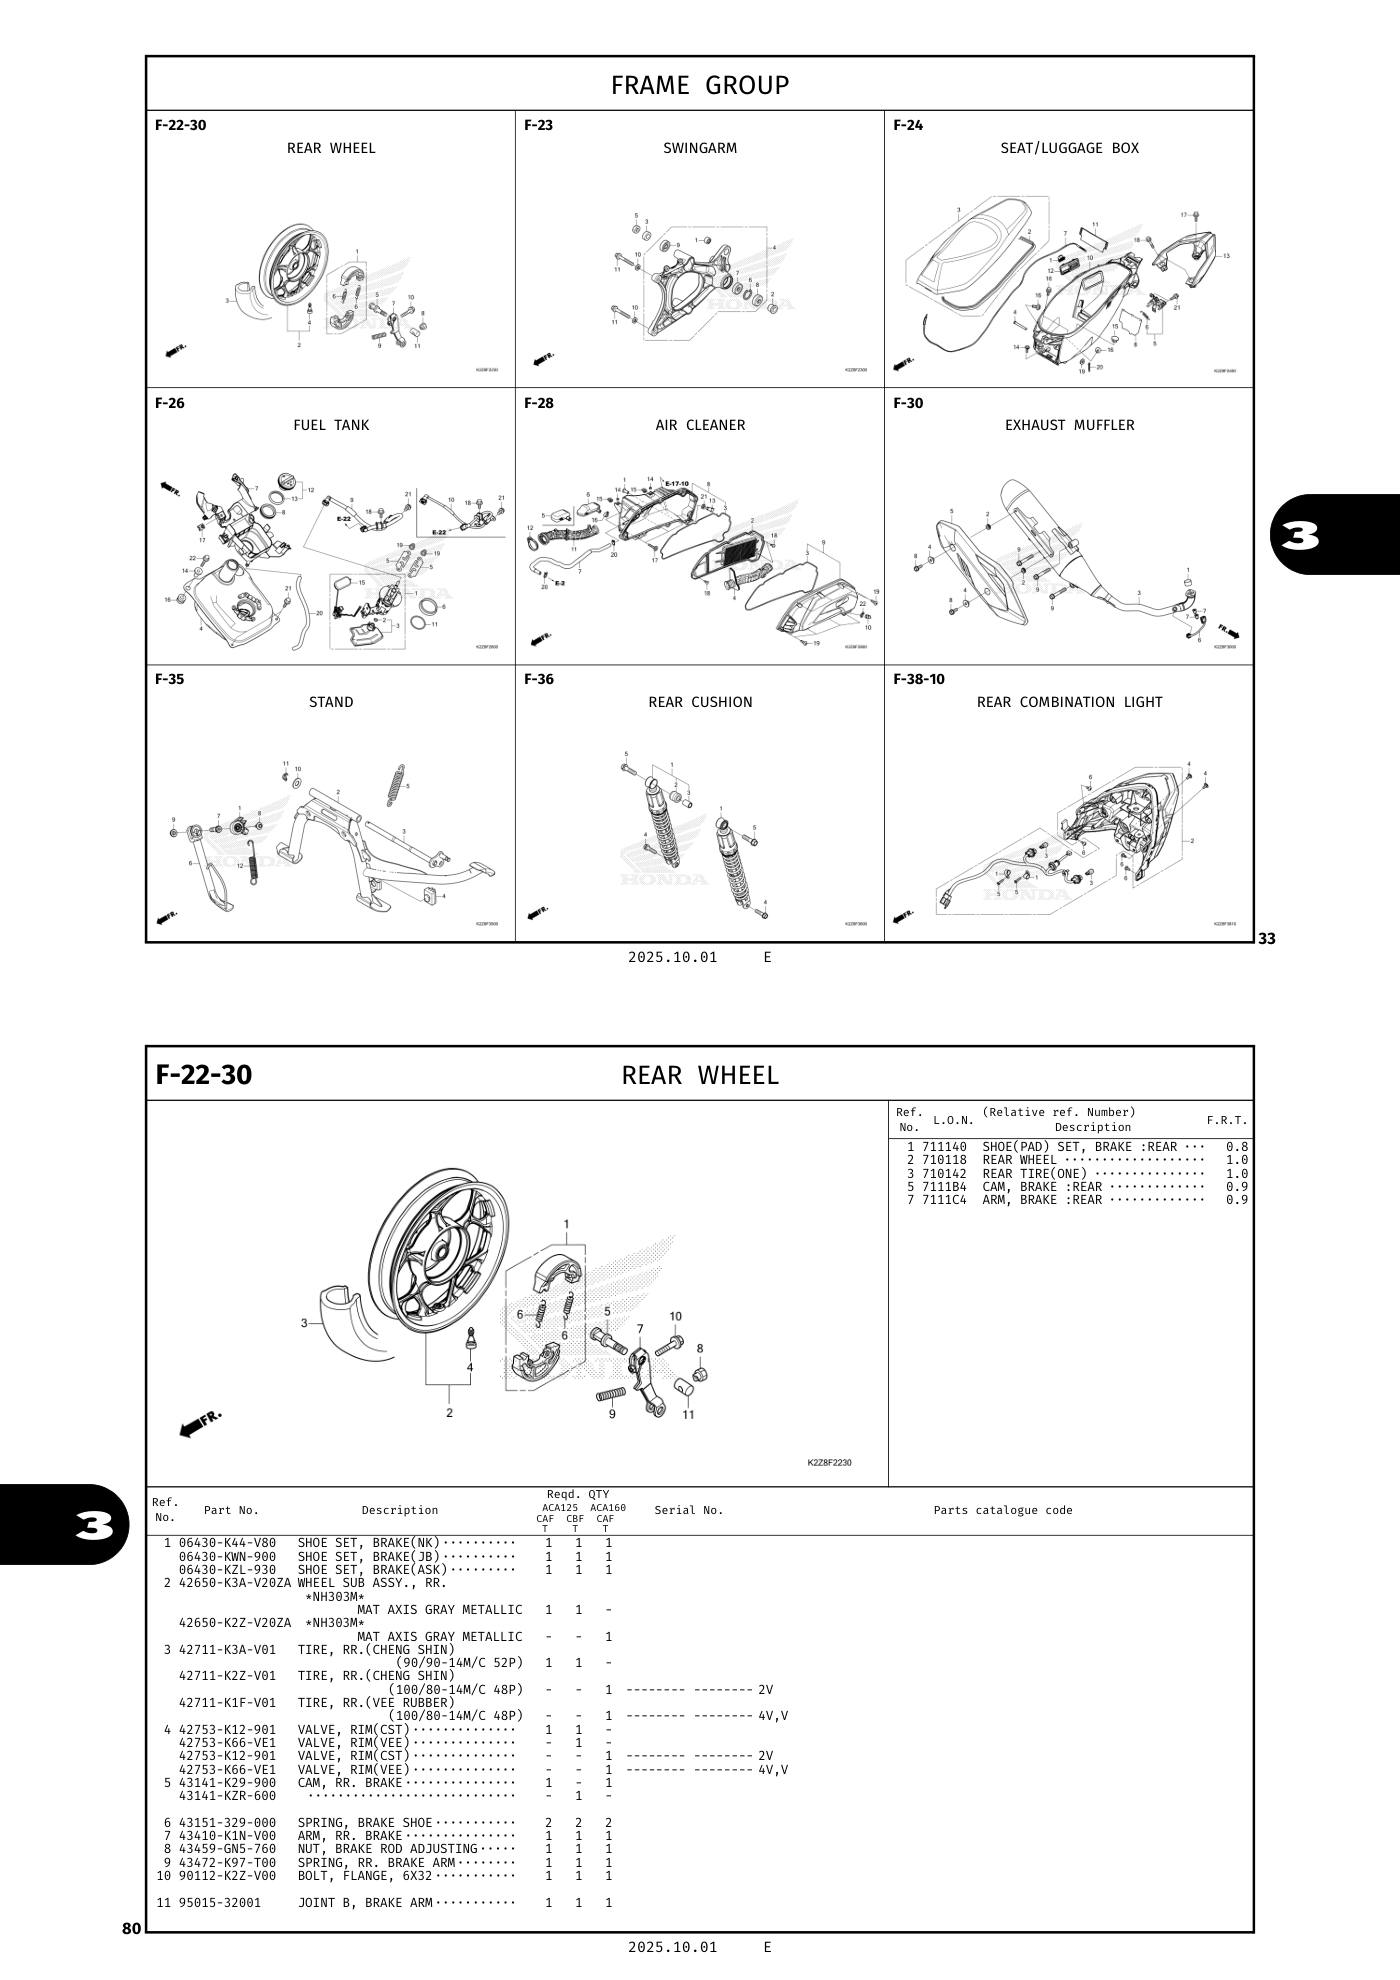 FRAME GROUP
F-22-30
REAR WHEEL
F-23
SWINGARM
F-24
SEAT/LUGGAGE BOX
F-26
FUEL TANK
F-28
AIR CLEANER
F-30
EXHAUST MUFFLER
F-35
STAND
F-36
REAR CUSHION
F-38-10
REAR COMBINATION LIGHT
3
33
2025.10.01 E
F-22-30 REAR WHEEL
1
6
6
5
7
10
8
3
4
2
9
11
FR.
HONDA
K2Z8F2230
Ref. No. L.O.N. (Relative ref. Number) Description F.R.T.
1 711140 SHOE(PAD) SET, BRAKE :REAR ··· 0.8
2 710118 REAR WHEEL ··················· 1.0
3 710142 REAR TIRE(ONE) ··············· 1.0
5 7111B4 CAM, BRAKE :REAR ············· 0.9
7 7111C4 ARM, BRAKE :REAR ············· 0.9
3
Ref. No. Part No. Description Reqd. QTY Serial No. Parts catalogue code
ACA125 ACA160
CAF CBF CAF
T T T
1 06430-K44-V80 SHOE SET, BRAKE(NK)·········· 1 1 1
06430-KWN-900 SHOE SET, BRAKE(JB)·········· 1 1 1
06430-KZL-930 SHOE SET, BRAKE(ASK)········· 1 1 1
2 42650-K3A-V20ZA WHEEL SUB ASSY., RR.
*NH303M*
MAT AXIS GRAY METALLIC 1 1 -
42650-K2Z-V20ZA *NH303M*
MAT AXIS GRAY METALLIC - - 1
3 42711-K3A-V01 TIRE, RR.(CHENG SHIN)
(90/90-14M/C 52P) 1 1 -
42711-K2Z-V01 TIRE, RR.(CHENG SHIN)
(100/80-14M/C 48P) - - 1 -------- -------- 2V
42711-K1F-V01 TIRE, RR.(VEE RUBBER)
(100/80-14M/C 48P) - - 1 -------- -------- 4V,V
4 42753-K12-901 VALVE, RIM(CST)·············· 1 1 -
42753-K66-VE1 VALVE, RIM(VEE)·············· - 1 -
42753-K12-901 VALVE, RIM(CST)·············· - - 1 -------- -------- 2V
42753-K66-VE1 VALVE, RIM(VEE)·············· - - 1 -------- -------- 4V,V
5 43141-K29-900 CAM, RR. BRAKE··············· 1 - 1
43141-KZR-600 ···························· - 1 -
6 43151-329-000 SPRING, BRAKE SHOE··········· 2 2 2
7 43410-K1N-V00 ARM, RR. BRAKE··············· 1 1 1
8 43459-GN5-760 NUT, BRAKE ROD ADJUSTING····· 1 1 1
9 43472-K97-T00 SPRING, RR. BRAKE ARM········ 1 1 1
10 90112-K2Z-V00 BOLT, FLANGE, 6X32··········· 1 1 1
11 95015-32001 JOINT B, BRAKE ARM··········· 1 1 1
80
2025.10.01 E